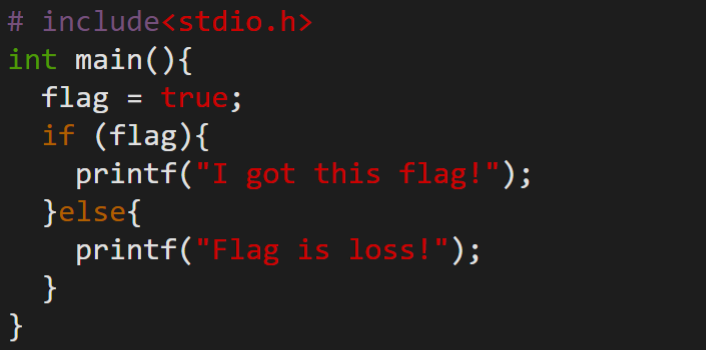 # include<stdio.h>
int main(){
  flag = true;
  if (flag){
    printf("I got this flag!");
  }else{
    printf("Flag is loss!");
  }
}